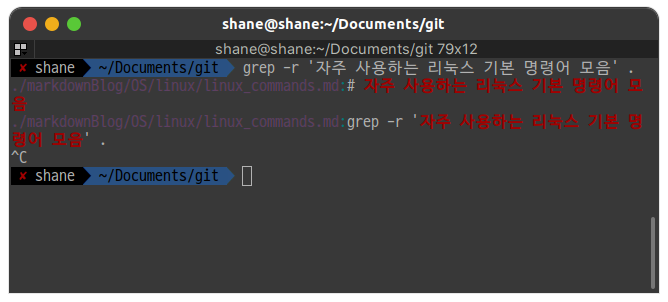 shane@shane:~/Documents/git
shane@shane:~/Documents/git 79x12
✘ shane ~/Documents/git grep -r '자주 사용하는 리눅스 기본 명령어 모음' .
./markdownBlog/OS/linux/linux_commands.md:# 자주 사용하는 리눅스 기본 명령어 모
음
./markdownBlog/OS/linux/linux_commands.md:grep -r '자주 사용하는 리눅스 기본 명
령어 모음' .
^C
✘ shane ~/Documents/git